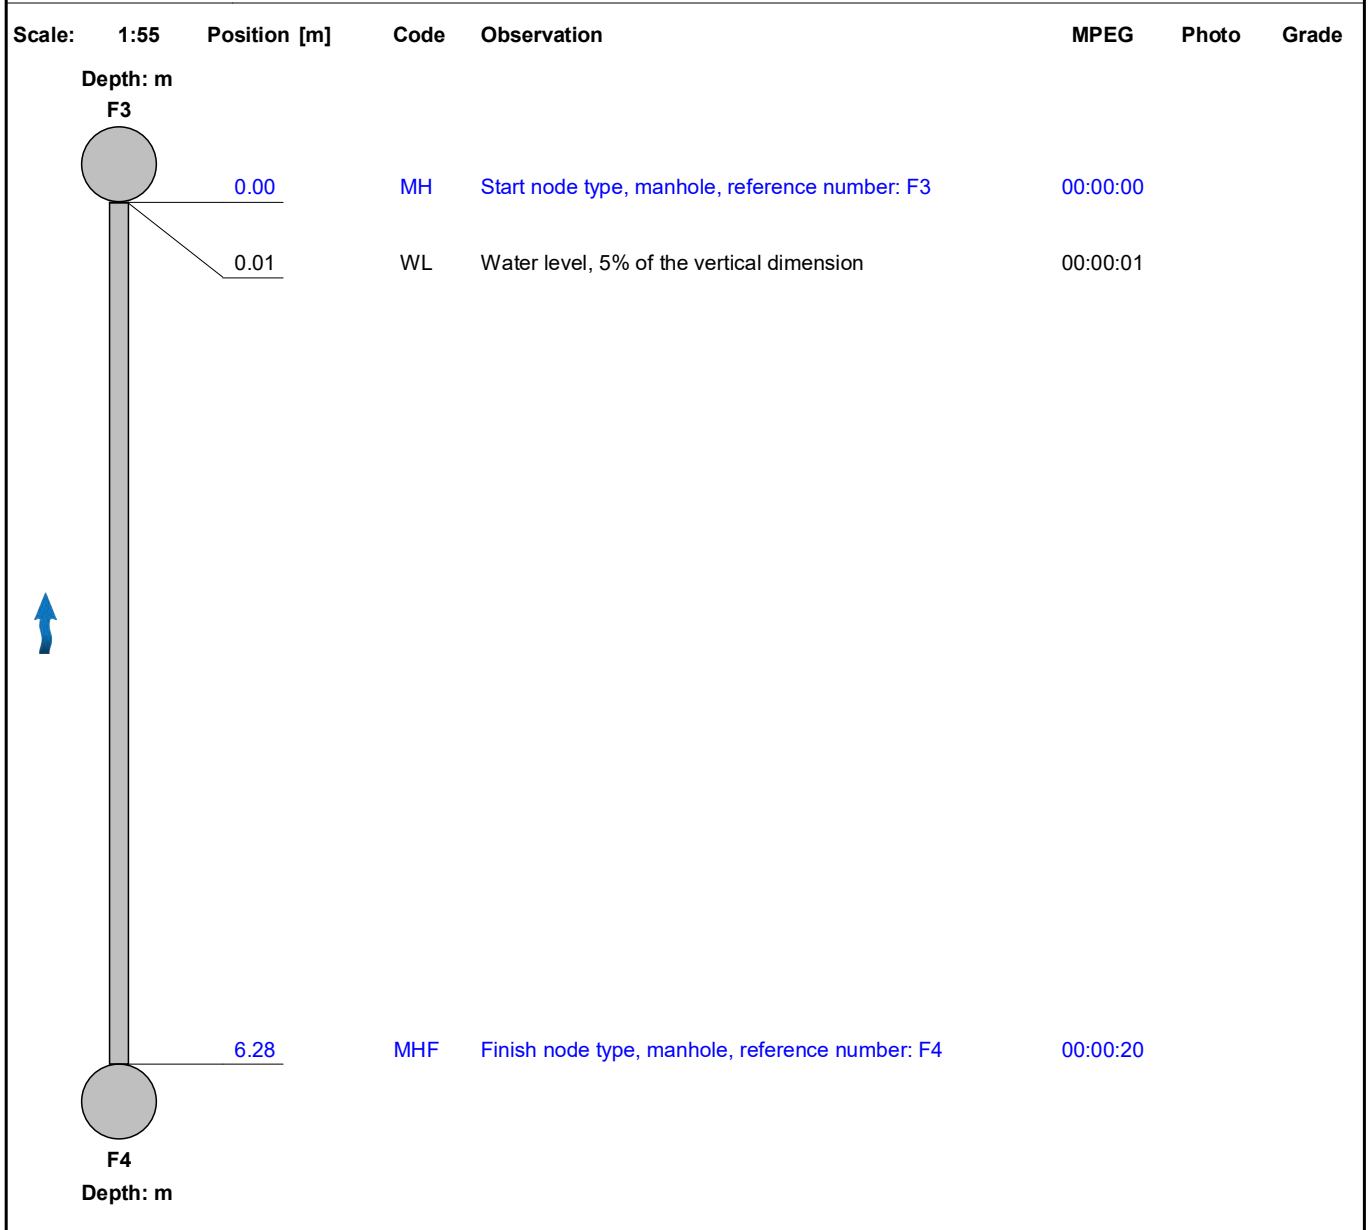 Scale: 1:55 Position [m] Code Observation MPEG Photo Grade
Depth: m
F3
0.00 MH Start node type, manhole, reference number: F3 00:00:00
0.01 WL Water level, 5% of the vertical dimension 00:00:01
6.28 MHF Finish node type, manhole, reference number: F4 00:00:20
F4
Depth: m